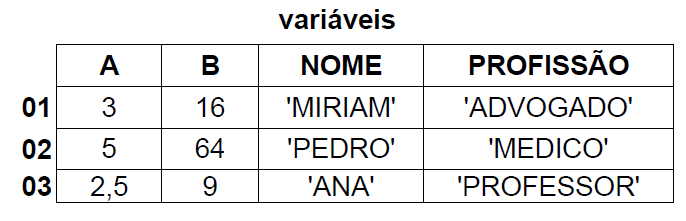 variáveis
A B NOME PROFISSÃO
01 3 16 'MIRIAM' 'ADVOGADO'
02 5 64 'PEDRO' 'MEDICO'
03 2,5 9 'ANA' 'PROFESSOR'